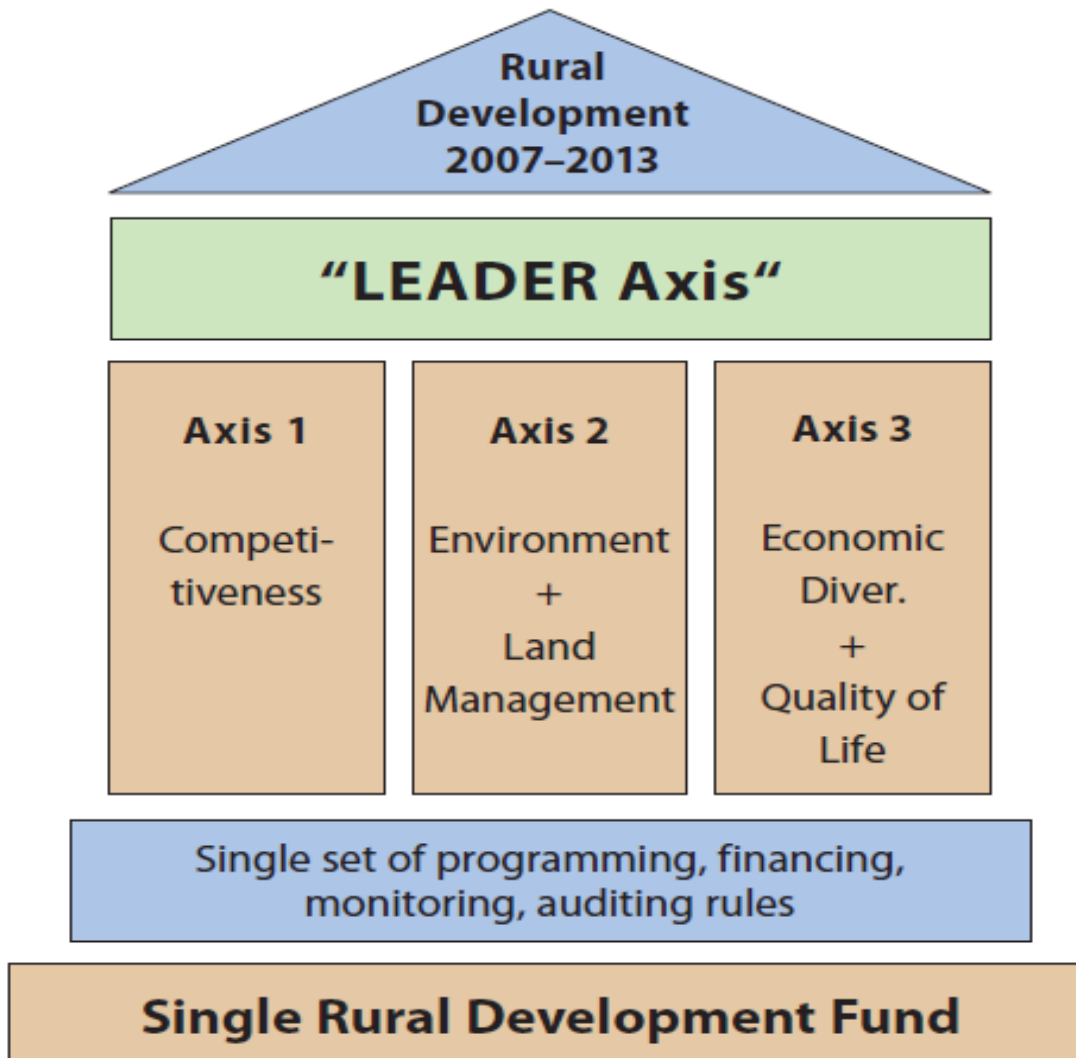 Rural
Development
2007–2013
“LEADER Axis“
Axis 1
Competi-
tiveness
Axis 2
Environment
+
Land
Management
Axis 3
Economic
Diver.
+
Quality of
Life
Single set of programming, financing,
monitoring, auditing rules
Single Rural Development Fund